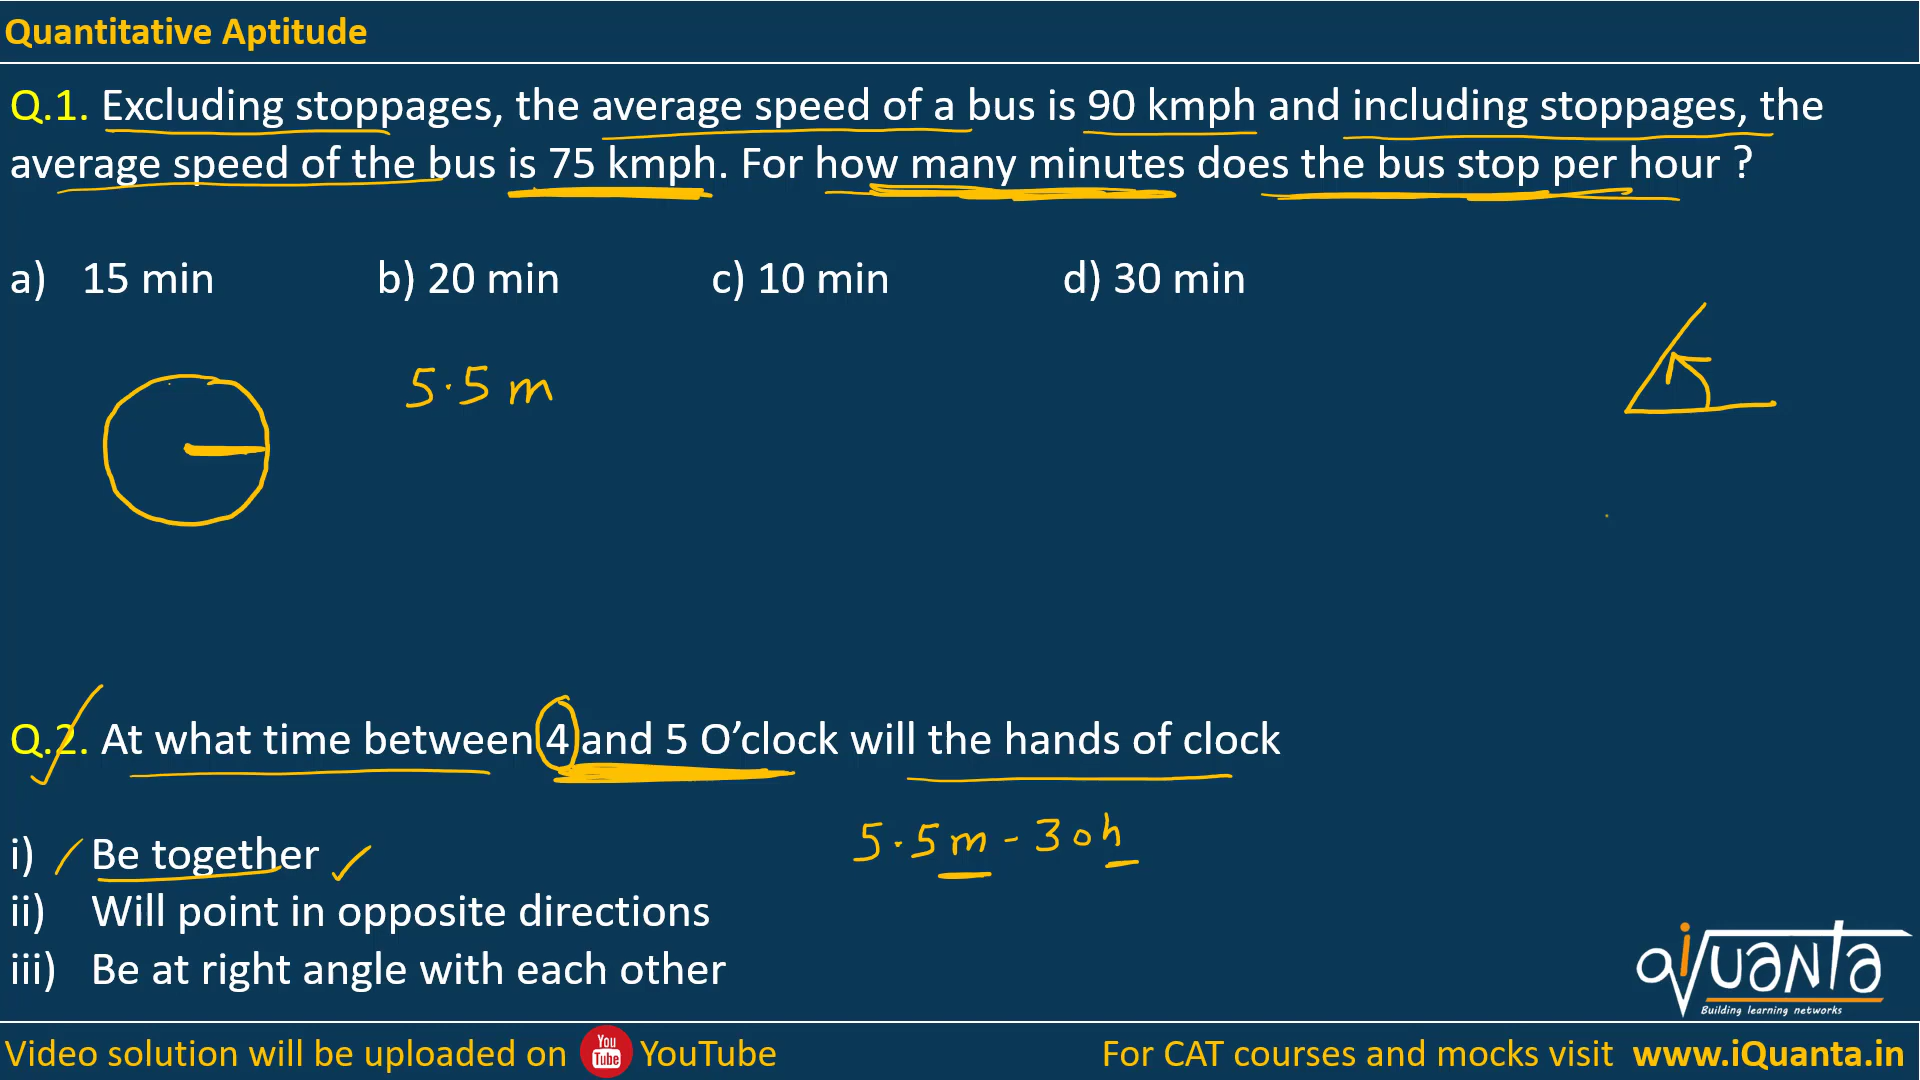 Quantitative Aptitude
Q.1. Excluding stoppages, the average speed of a bus is 90 kmph and including stoppages, the
average speed of the bus is 75 kmph. For how many minutes does the bus stop per hour ?
a) 15 min b) 20 min c) 10 min d) 30 min
5.5 m
Q.2. At what time between 4 and 5 O’clock will the hands of clock
5.5m - 30h
i) Be together
ii) Will point in opposite directions
iii) Be at right angle with each other
iQuanta
Building learning networks
Video solution will be uploaded on You Tube YouTube
For CAT courses and mocks visit www.iQuanta.in